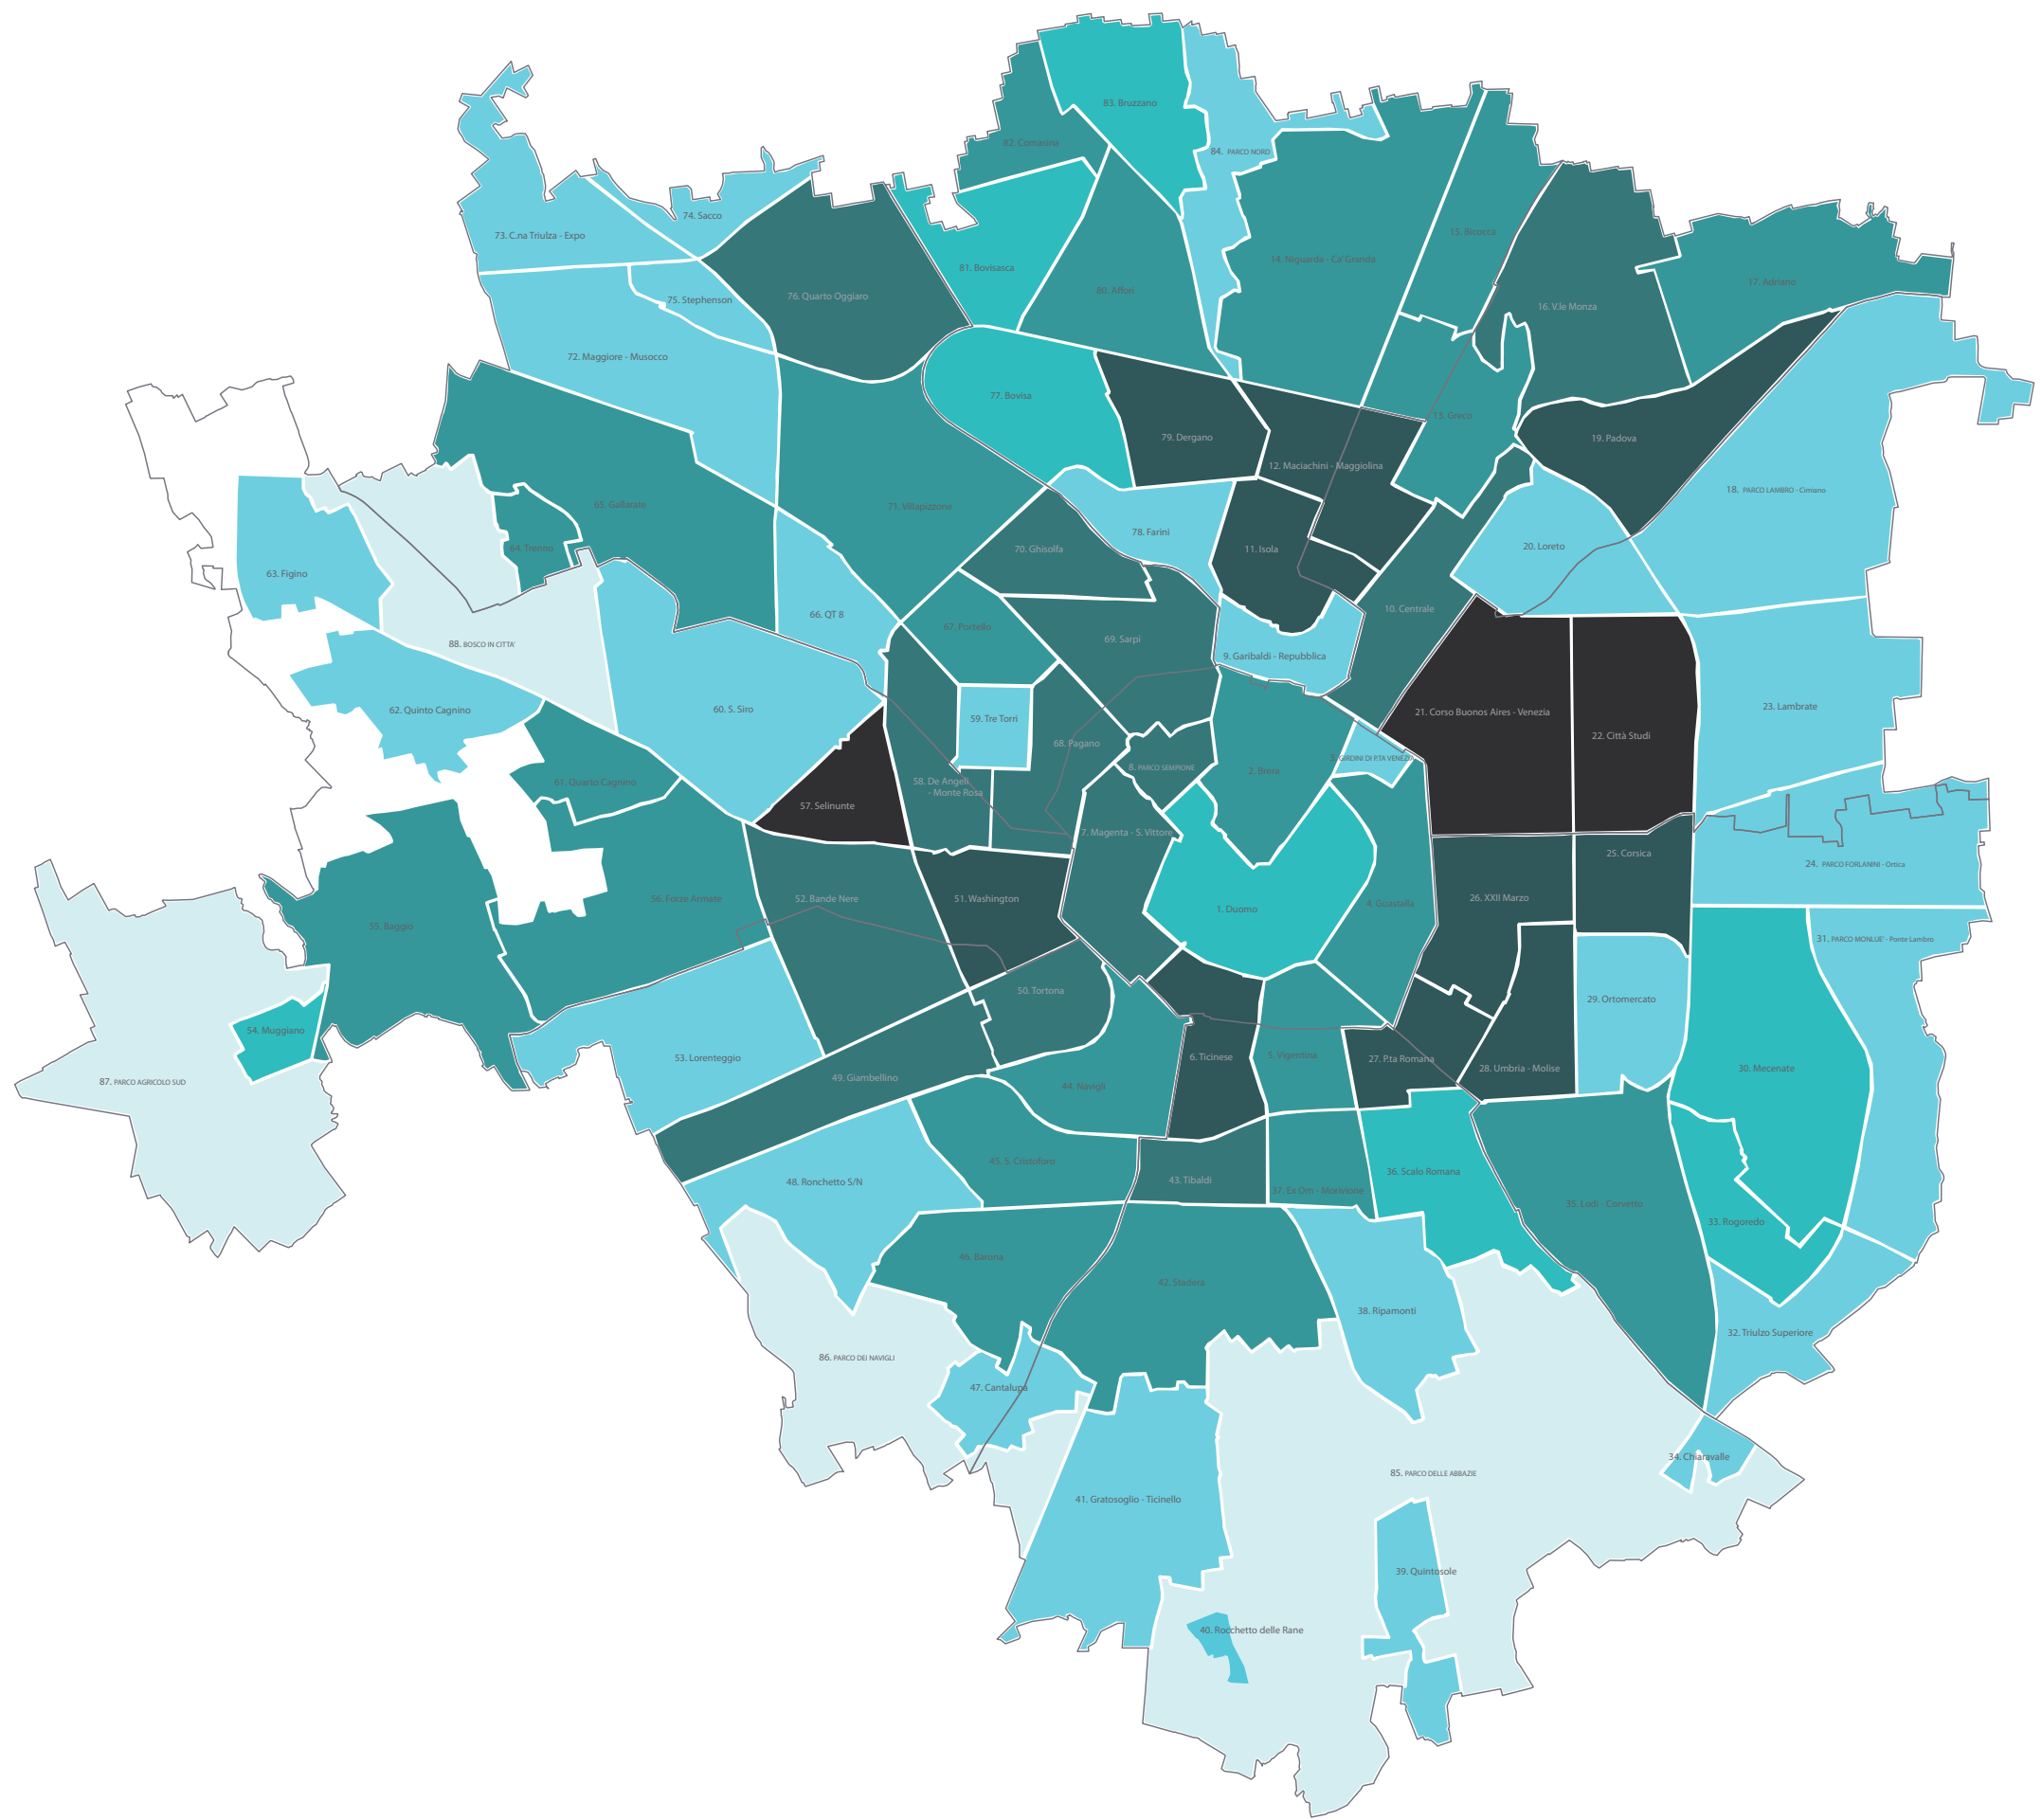 83. Bruzzano
82. Comasina
84. PARCO NORD
74. Sacco
73. C.na Triulza - Expo
15. Bicocca
14. Niguarda - Ca' Granda
81. Bovisasca
17. Adriano
80. Affori
76. Quarto Oggiaro
75. Stephenson
16. V.le Monza
72. Maggiore - Musocco
77. Bovisa
13. Greco
79. Dergano
19. Padova
12. Maciachini - Maggiolina
18. PARCO LAMBRO - Cimiano
65. Gallarate
71. Villapizzone
78. Farini
64. Trenno
70. Ghisolfa
11. Isola
20. Loreto
63. Figino
10. Centrale
66. QT 8
67. Portello
69. Sarpi
88. BOSCO IN CITTA'
9. Garibaldi - Repubblica
62. Quinto Cagnino
60. S. Siro
59. Tre Torri
21. Corso Buonos Aires - Venezia
23. Lambrate
22. Città Studi
68. Pagano
3. GIRDINI DI P.TA VENEZIA
8. PARCO SEMPIONE
2. Brera
61. Quarto Cagnino
58. De Angeli
- Monte Rosa
57. Selinunte
7. Magenta - S. Vittore
25. Corsica
24. PARCO FORLANINI - Ortica
56. Forze Armate
52. Bande Nere
51. Washington
26. XXII Marzo
4. Guastalla
1. Duomo
55. Baggio
31. PARCO MONLUE' - Ponte Lambro
50. Tortona
29. Ortomercato
54. Muggiano
5. Vigentina
6. Ticinese
53. Lorenteggio
27. P.ta Romana
28. Umbria - Molise
30. Mecenate
49. Giambellino
87. PARCO AGRICOLO SUD
44. Navigli
45. S. Cristoforo
36. Scalo Romana
43. Tibaldi
48. Ronchetto S/N
37. Ex Om - Morivione
35. Lodi - Corvetto
33. Rogoredo
46. Barona
42. Stadera
38. Ripamonti
32. Triulzo Superiore
86. PARCO DEI NAVIGLI
47. Cantalupa
34. Chiaravalle
85. PARCO DELLE ABBAZIE
41. Gratosoglio - Ticinello
39. Quintosole
40. Rocchetto delle Rane